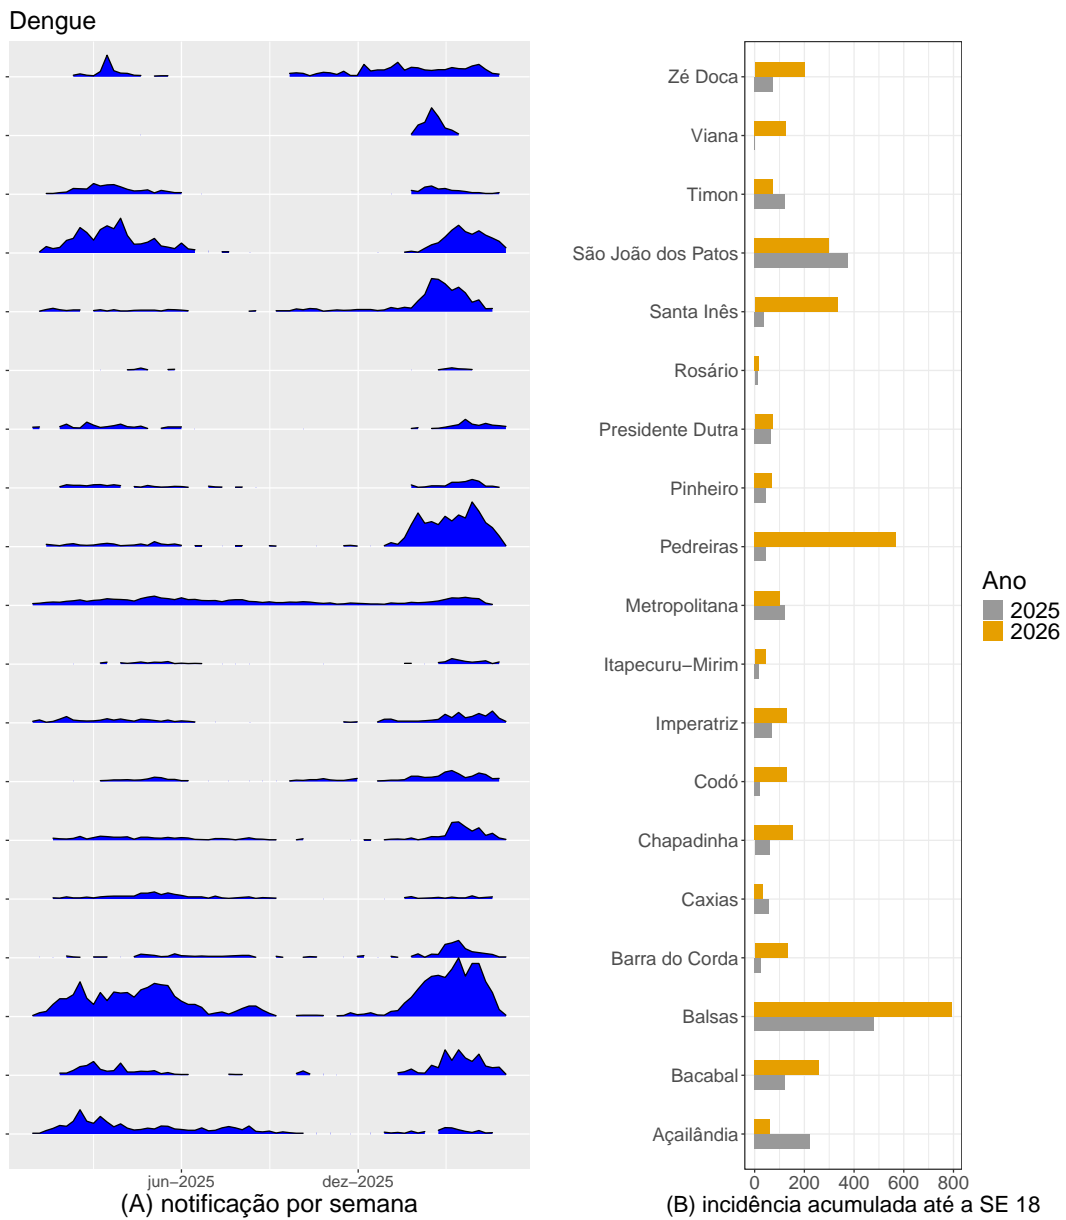 Dengue
Zé Doca
Viana
Timon
São João dos Patos
Santa Inês
Rosário
Presidente Dutra
Pinheiro
Pedreiras
Metropolitana
Itapecuru−Mirim
Imperatriz
Codó
Chapadinha
Caxias
Barra do Corda
Balsas
Bacabal
Açailândia
jun−2025 dez−2025
(A) notificação por semana
0 200 400 600 800
(B) incidência acumulada até a SE 18
Ano
2025
2026